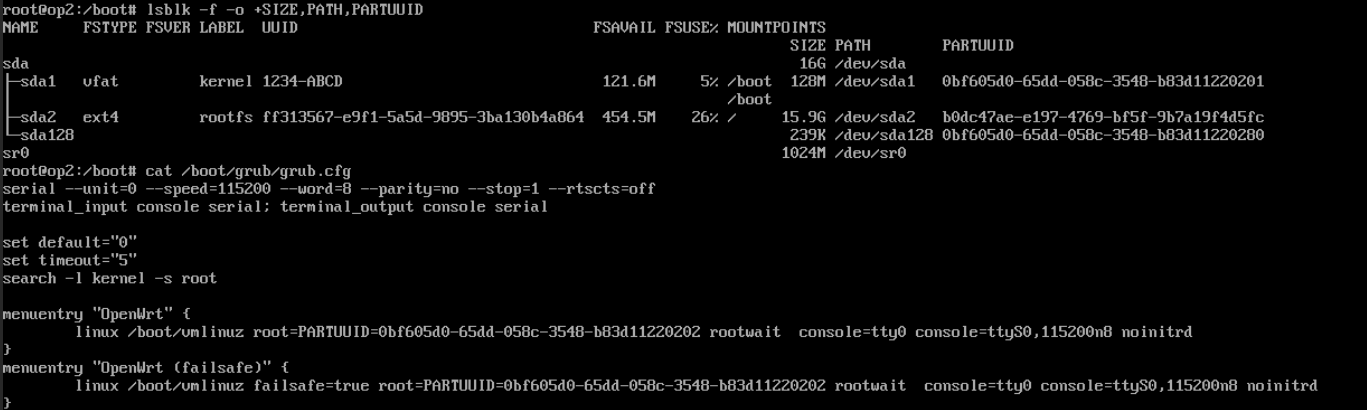 root@op2:/boot# lsblk -f -o +SIZE,PATH,PARTUUID
NAME    FSTYPE FSVER LABEL  UUID                                 FSAVAIL FSUSE% MOUNTPOINTS
                                                                                  SIZE PATH        PARTUUID
sda                                                                                16G /dev/sda
├─sda1  vfat         kernel 1234-ABCD                             121.6M     5% /boot  128M /dev/sda1   0bf605d0-65dd-058c-3548-b83d11220201
│                                                                               /boot
├─sda2  ext4         rootfs ff313567-e9f1-5a5d-9895-3ba130b4a864  454.5M    26% /     15.9G /dev/sda2   b0dc47ae-e197-4769-bf5f-9b7a19f4d5fc
└─sda128                                                                          239K /dev/sda128 0bf605d0-65dd-058c-3548-b83d11220280
sr0                                                                              1024M /dev/sr0
root@op2:/boot# cat /boot/grub/grub.cfg
serial --unit=0 --speed=115200 --word=8 --parity=no --stop=1 --rtscts=off
terminal_input console serial; terminal_output console serial

set default="0"
set timeout="5"
search -l kernel -s root

menuentry "OpenWrt" {
        linux /boot/vmlinuz root=PARTUUID=0bf605d0-65dd-058c-3548-b83d11220202 rootwait  console=tty0 console=ttyS0,115200n8 noinitrd
}
menuentry "OpenWrt (failsafe)" {
        linux /boot/vmlinuz failsafe=true root=PARTUUID=0bf605d0-65dd-058c-3548-b83d11220202 rootwait  console=tty0 console=ttyS0,115200n8 noinitrd
}